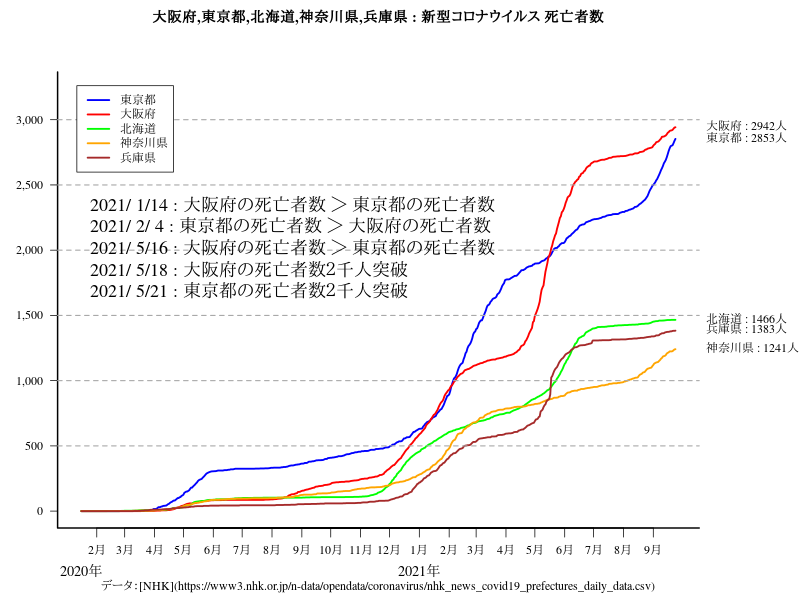 大阪府,東京都,北海道,神奈川県,兵庫県 : 新型コロナウイルス 死亡者数
東京都
大阪府
北海道
神奈川県
兵庫県
3,000
2,500
2,000
1,500
1,000
500
0
2021/ 1/14 : 大阪府の死亡者数 ＞ 東京都の死亡者数
2021/ 2/ 4 : 東京都の死亡者数 ＞ 大阪府の死亡者数
2021/ 5/16 : 大阪府の死亡者数 ＞ 東京都の死亡者数
2021/ 5/18 : 大阪府の死亡者数2千人突破
2021/ 5/21 : 東京都の死亡者数2千人突破
大阪府 : 2942人
東京都 : 2853人
北海道 : 1466人
兵庫県 : 1383人
神奈川県 : 1241人
2月 3月 4月 5月 6月 7月 8月 9月 10月 11月 12月 1月 2月 3月 4月 5月 6月 7月 8月 9月
2020年 2021年
データ：[NHK](https://www3.nhk.or.jp/n-data/opendata/coronavirus/nhk_news_covid19_prefectures_daily_data.csv)